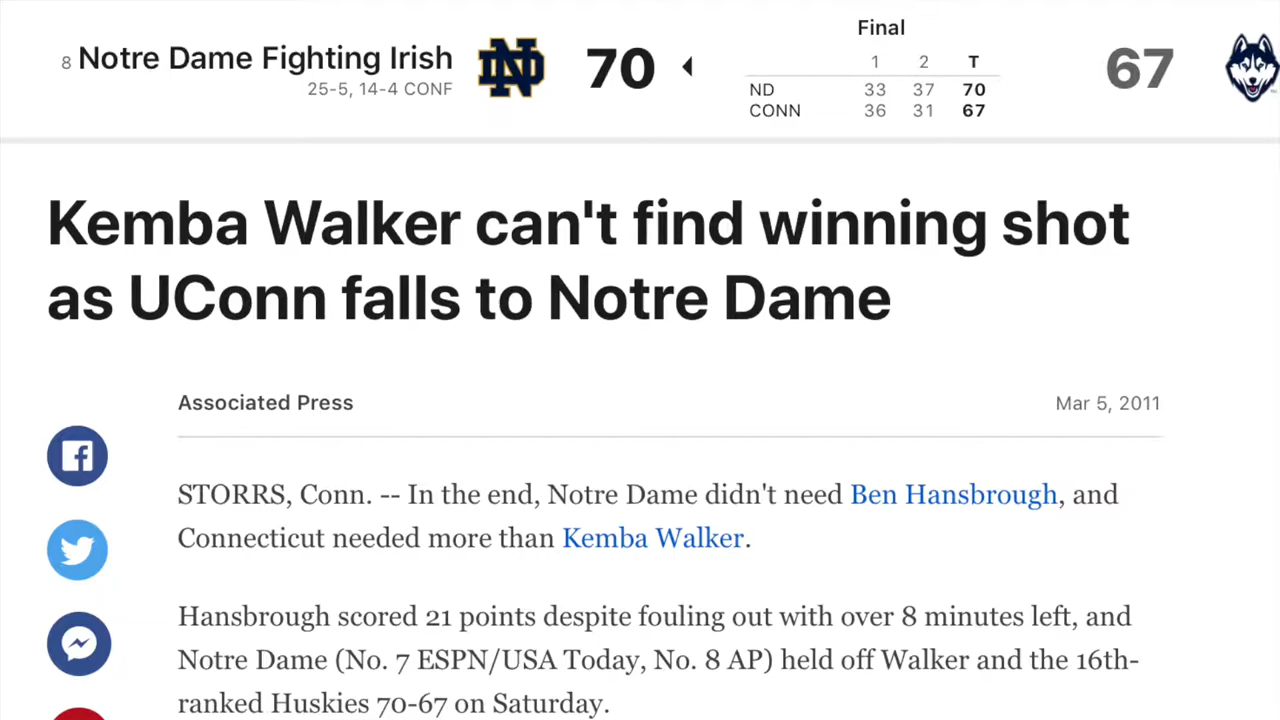 8 Notre Dame Fighting Irish
25-5, 14-4 CONF
ND
70
Final
1 2 T
ND 33 37 70
CONN 36 31 67
67
Kemba Walker can't find winning shot
as UConn falls to Notre Dame
Associated Press
Mar 5, 2011
STORRS, Conn. -- In the end, Notre Dame didn't need Ben Hansbrough, and
Connecticut needed more than Kemba Walker.
Hansbrough scored 21 points despite fouling out with over 8 minutes left, and
Notre Dame (No. 7 ESPN/USA Today, No. 8 AP) held off Walker and the 16th-
ranked Huskies 70-67 on Saturday.